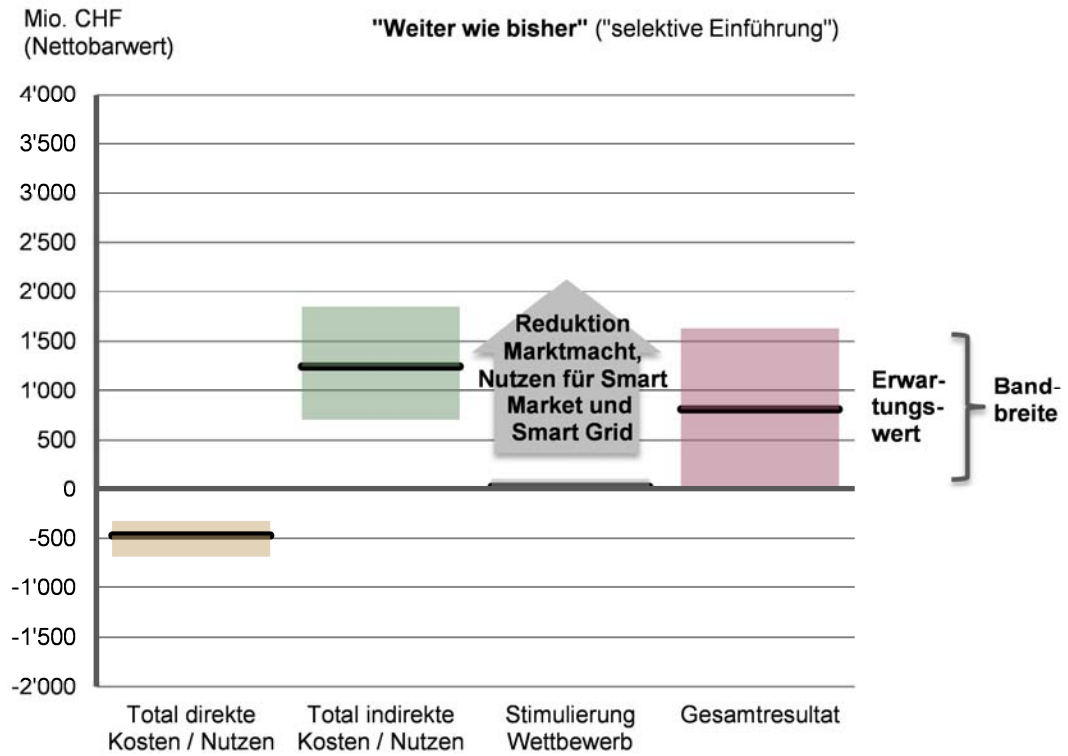 Mio. CHF
(Nettobarwert)
"Weiter wie bisher" ("selektive Einführung")
4'000
3'500
3'000
2'500
2'000
1'500
1'000
500
0
-500
-1'000
-1'500
-2'000
Reduktion
Marktmacht,
Nutzen für Smart
Market und
Smart Grid
Erwar-
tungs-
wert
Band-
breite
Total direkte
Kosten / Nutzen
Total indirekte
Kosten / Nutzen
Stimulierung
Wettbewerb
Gesamtresultat